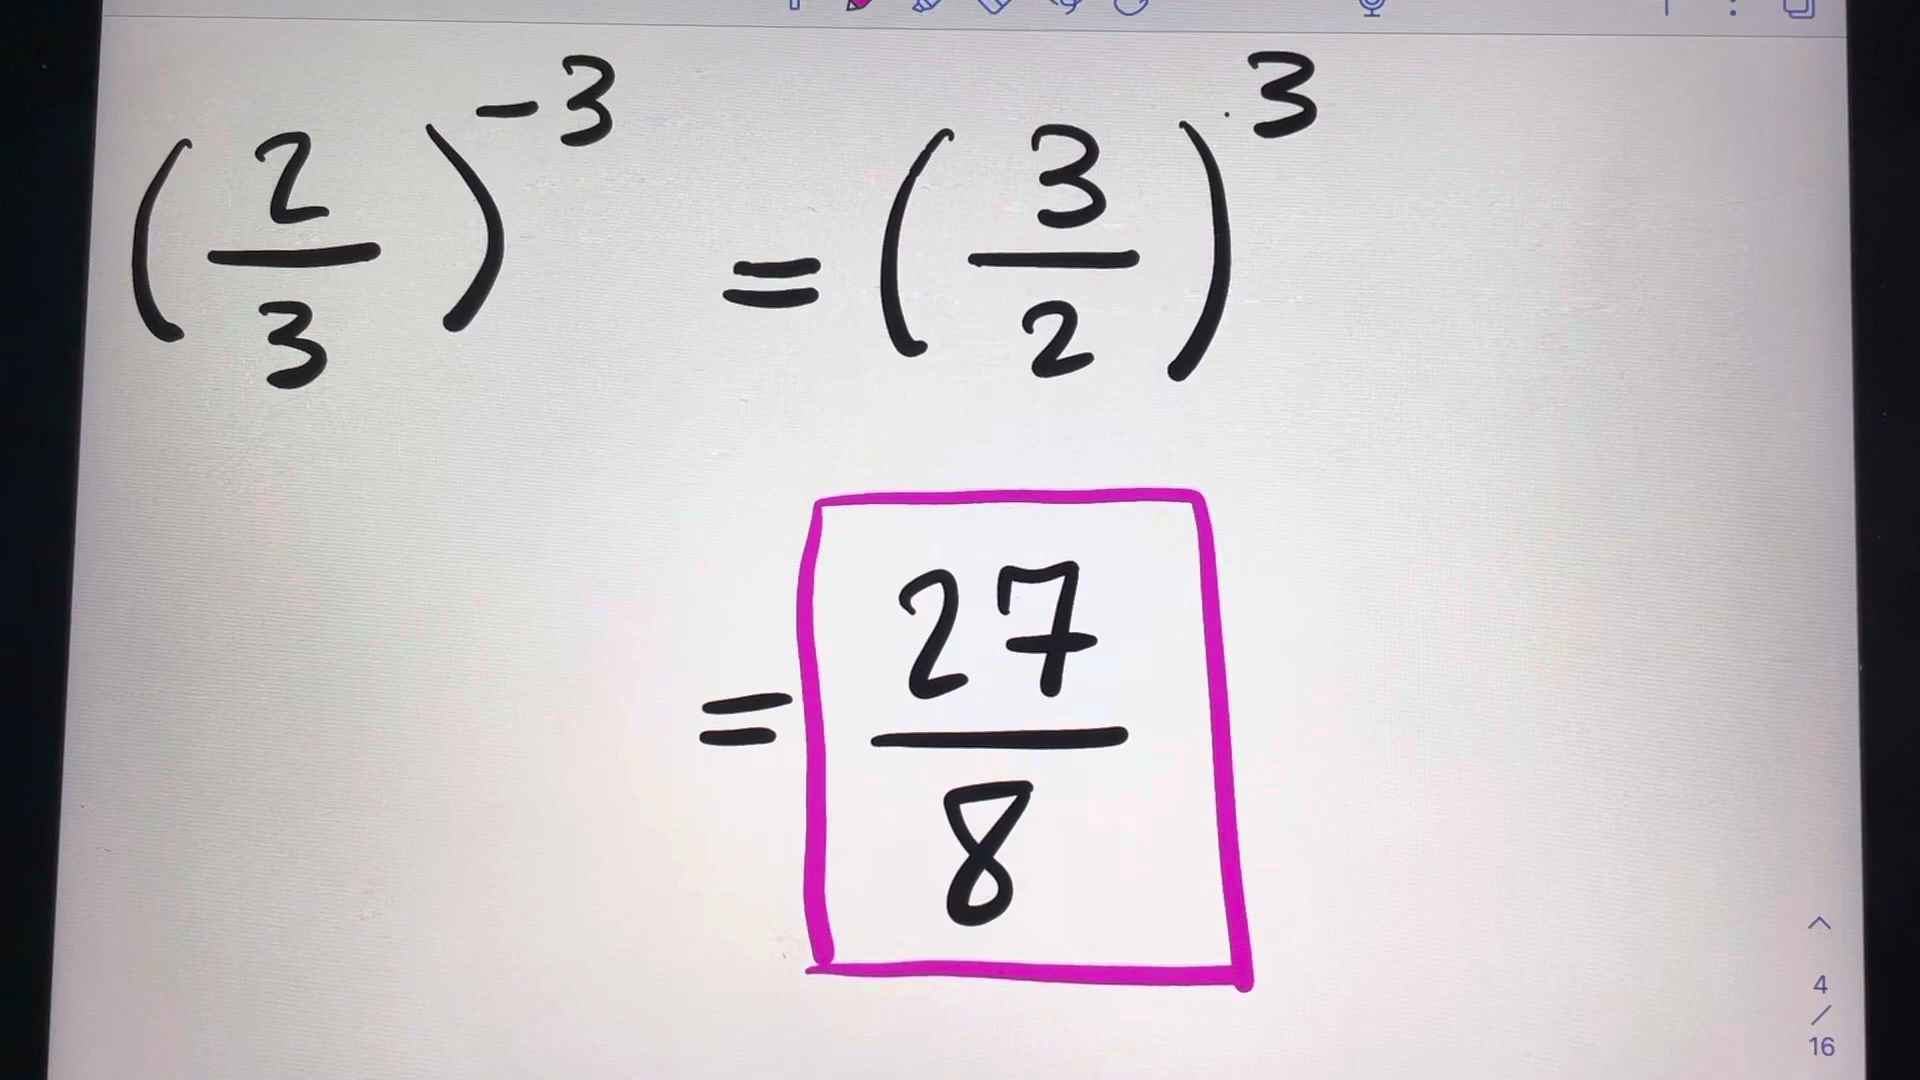 (2/3)^-3 = (3/2)^3
= 27/8
4
/
16